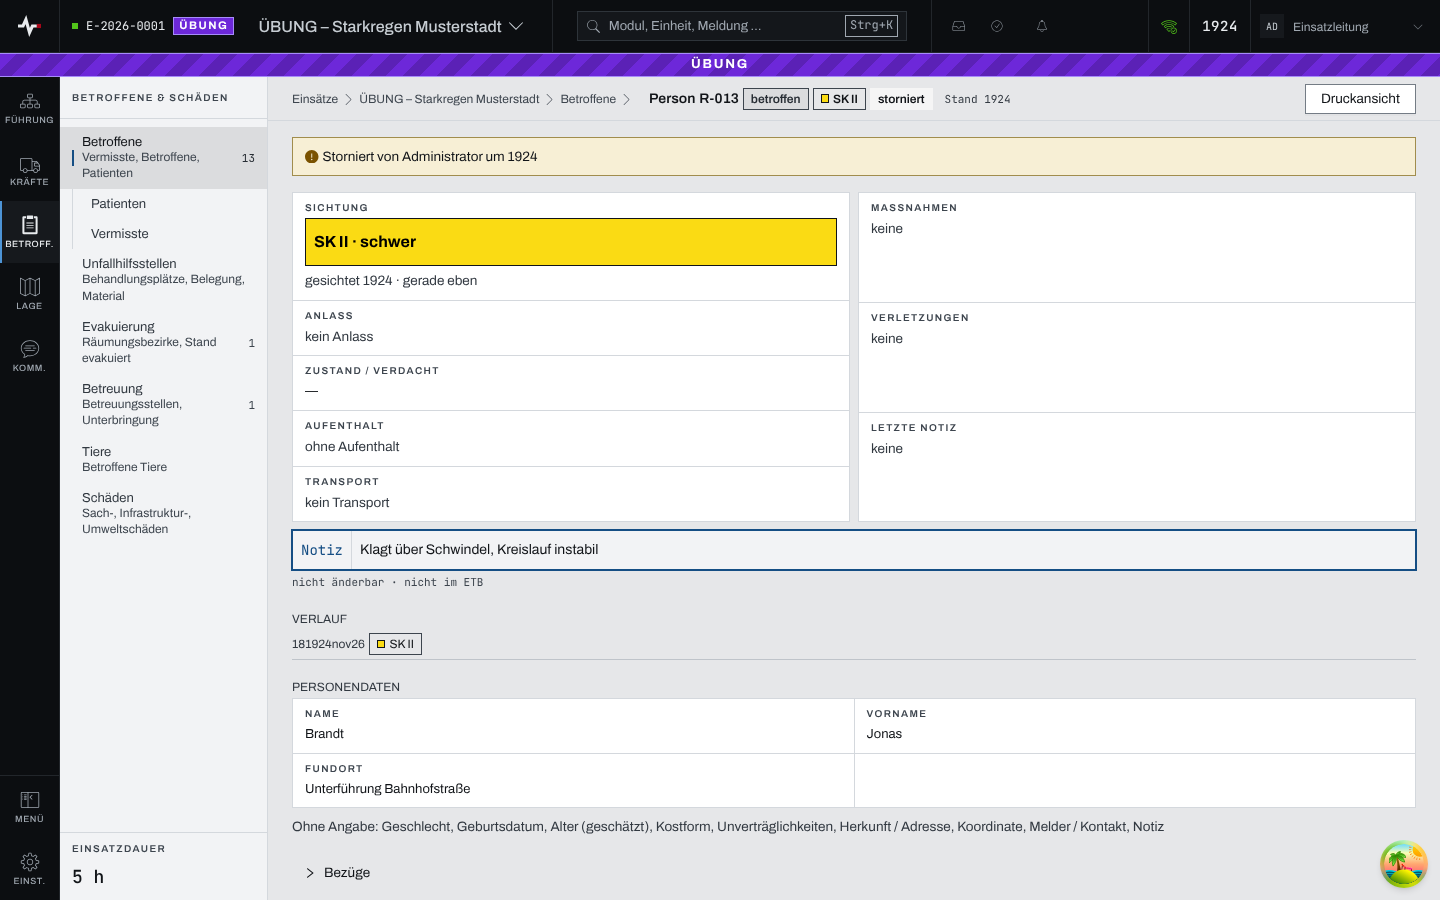 E-2026-0001 ÜBUNG ÜBUNG – Starkregen Musterstadt Modul, Einheit, Meldung ... Strg+K 1924 AD Einsatzleitung
ÜBUNG
FÜHRUNG
KRÄFTE
BETROFF.
LAGE
KOMM.
MENÜ
EINST.
BETROFFENE & SCHÄDEN
Betroffene
Vermisste, Betroffene, 13
Patienten
Patienten
Vermisste
Unfallhilfsstellen
Behandlungsplätze, Belegung,
Material
Evakuierung
Räumungsbezirke, Stand 1
evakuiert
Betreuung
Betreuungsstellen, 1
Unterbringung
Tiere
Betroffene Tiere
Schäden
Sach-, Infrastruktur-,
Umweltschäden
EINSATZDAUER
5 h
Einsätze ÜBUNG – Starkregen Musterstadt Betroffene Person R-013 betroffen SK II storniert Stand 1924 Druckansicht
Storniert von Administrator um 1924
SICHTUNG
SK II · schwer
gesichtet 1924 · gerade eben
ANLASS
kein Anlass
ZUSTAND / VERDACHT
—
AUFENTHALT
ohne Aufenthalt
TRANSPORT
kein Transport
MASSNAHMEN
keine
VERLETZUNGEN
keine
LETZTE NOTIZ
keine
Notiz Klagt über Schwindel, Kreislauf instabil
nicht änderbar · nicht im ETB
VERLAUF
181924nov26 SK II
PERSONENDATEN
NAME
Brandt
VORNAME
Jonas
FUNDORT
Unterführung Bahnhofstraße
Ohne Angabe: Geschlecht, Geburtsdatum, Alter (geschätzt), Kostform, Unverträglichkeiten, Herkunft / Adresse, Koordinate, Melder / Kontakt, Notiz
Bezüge